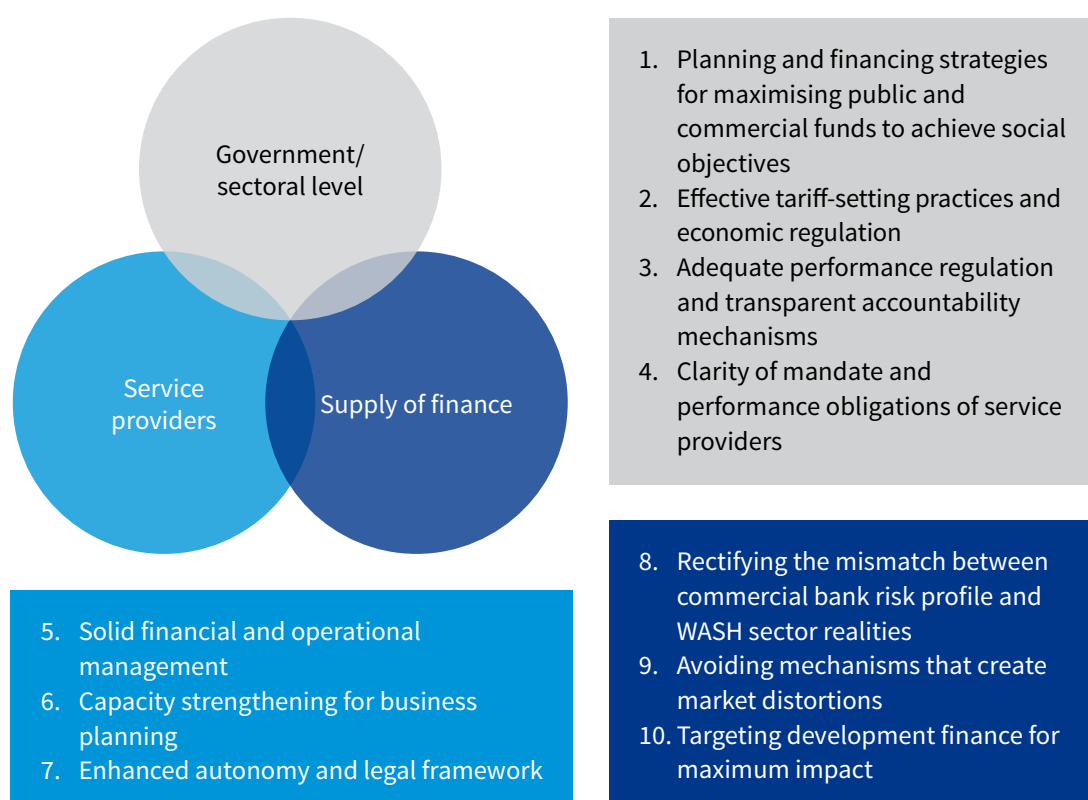 Government/
sectoral level
Service
providers
Supply of finance
1. Planning and financing strategies
for maximising public and
commercial funds to achieve social
objectives
2. Effective tariff-setting practices and
economic regulation
3. Adequate performance regulation
and transparent accountability
mechanisms
4. Clarity of mandate and
performance obligations of service
providers
5. Solid financial and operational
management
6. Capacity strengthening for business
planning
7. Enhanced autonomy and legal framework
8. Rectifying the mismatch between
commercial bank risk profile and
WASH sector realities
9. Avoiding mechanisms that create
market distortions
10. Targeting development finance for
maximum impact